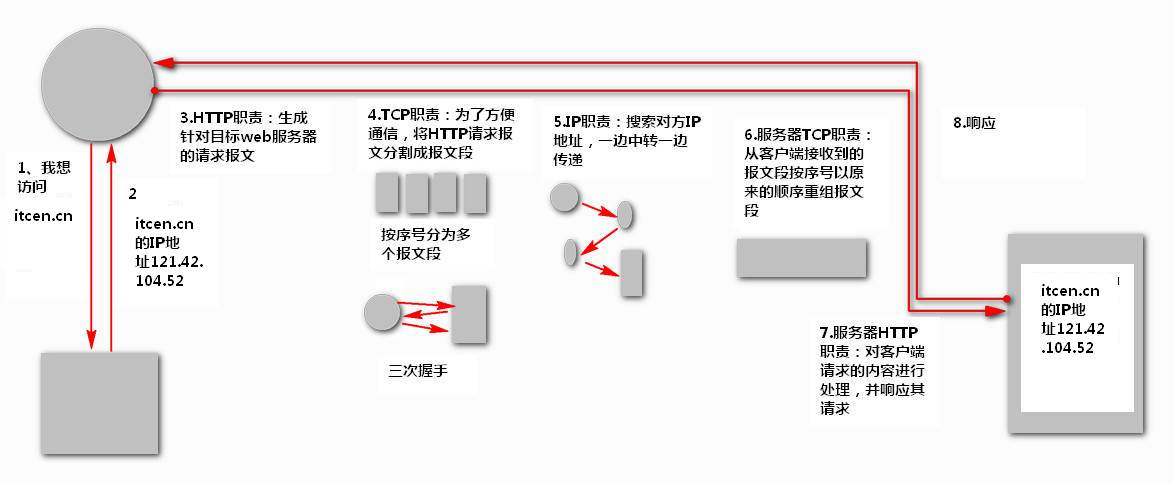 1、我想
访问
itcen.cn
2
itcen.cn
的IP地
址121.42.
104.52
3.HTTP职责：生成
针对目标web服务器
的请求报文
4.TCP职责：为了方便
通信，将HTTP请求报
文分割成报文段
按序号分为多
个报文段
三次握手
5.IP职责：搜索对方IP
地址，一边中转一边
传递
6.服务器TCP职责：
从客户端接收到的
报文段按序号以原
来的顺序重组报文
段
7.服务器HTTP
职责：对客户端
请求的内容进行
处理，并响应其
请求
8.响应
itcen.cn
的IP地
址121.42
.104.52